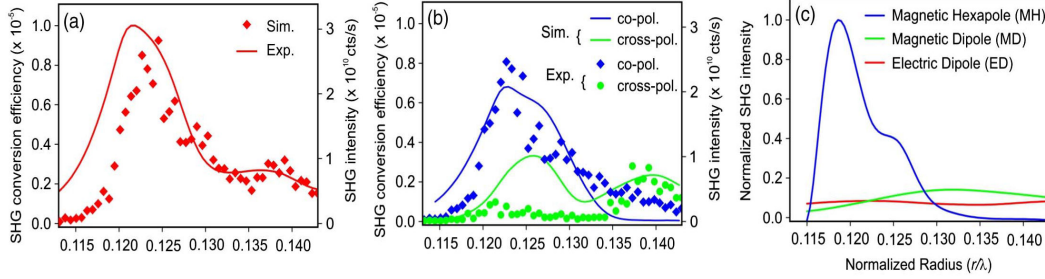 (a)
Sim.
Exp.
SHG conversion efficiency (x 10⁻⁵)
1.0
0.8
0.6
0.4
0.2
0.0
0.115 0.120 0.125 0.130 0.135 0.140
3
2
1
0
SHG intensity (x 10¹⁰ cts/s)
(b)
co-pol.
Sim. {
cross-pol.
co-pol.
Exp. {
cross-pol.
SHG conversion efficiency (x 10⁻⁵)
1.0
0.8
0.6
0.4
0.2
0.0
0.115 0.120 0.125 0.130 0.135 0.140
3
2
1
0
SHG intensity (x 10¹⁰ cts/s)
(c)
Magnetic Hexapole (MH)
Magnetic Dipole (MD)
Electric Dipole (ED)
Normalized SHG intensity
1.0
0.8
0.6
0.4
0.2
0.0
0.115 0.120 0.125 0.130 0.135 0.140
Normalized Radius (r/λ)